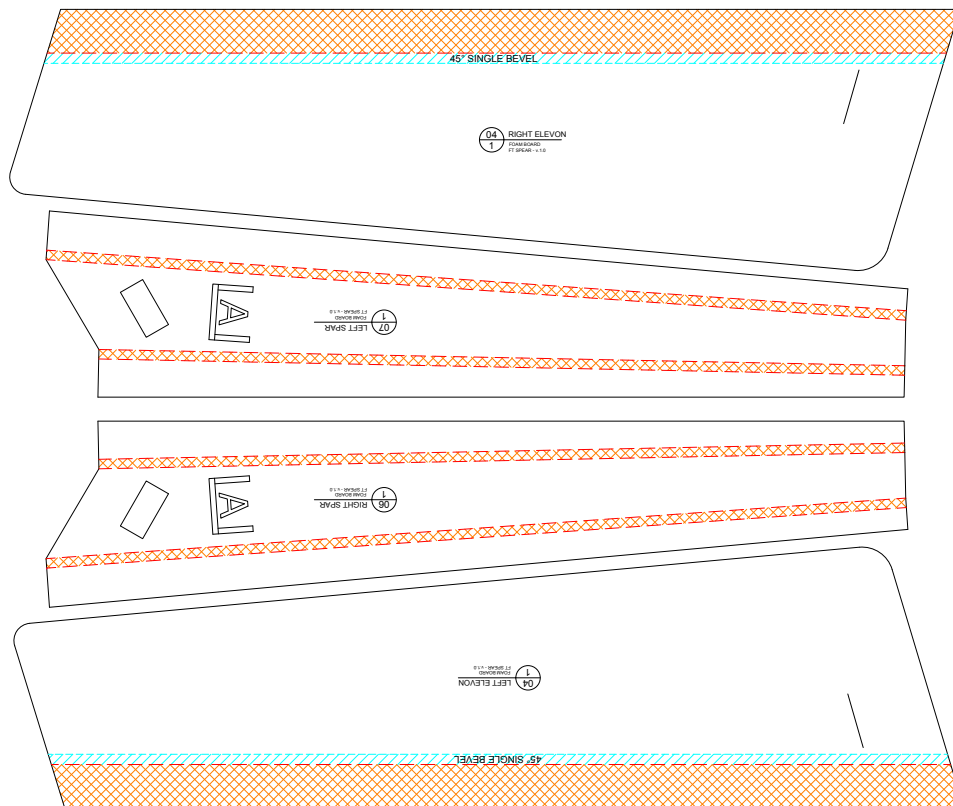 45° SINGLE BEVEL
04
1
RIGHT ELEVON
FOAM BOARD
FT SPEAR - v.1.0
A
07
1
LEFT SPAR
FOAM BOARD
FT SPEAR - v.1.0
A
06
1
RIGHT SPAR
FOAM BOARD
FT SPEAR - v.1.0
04
1
LEFT ELEVON
FOAM BOARD
FT SPEAR - v.1.0
45° SINGLE BEVEL